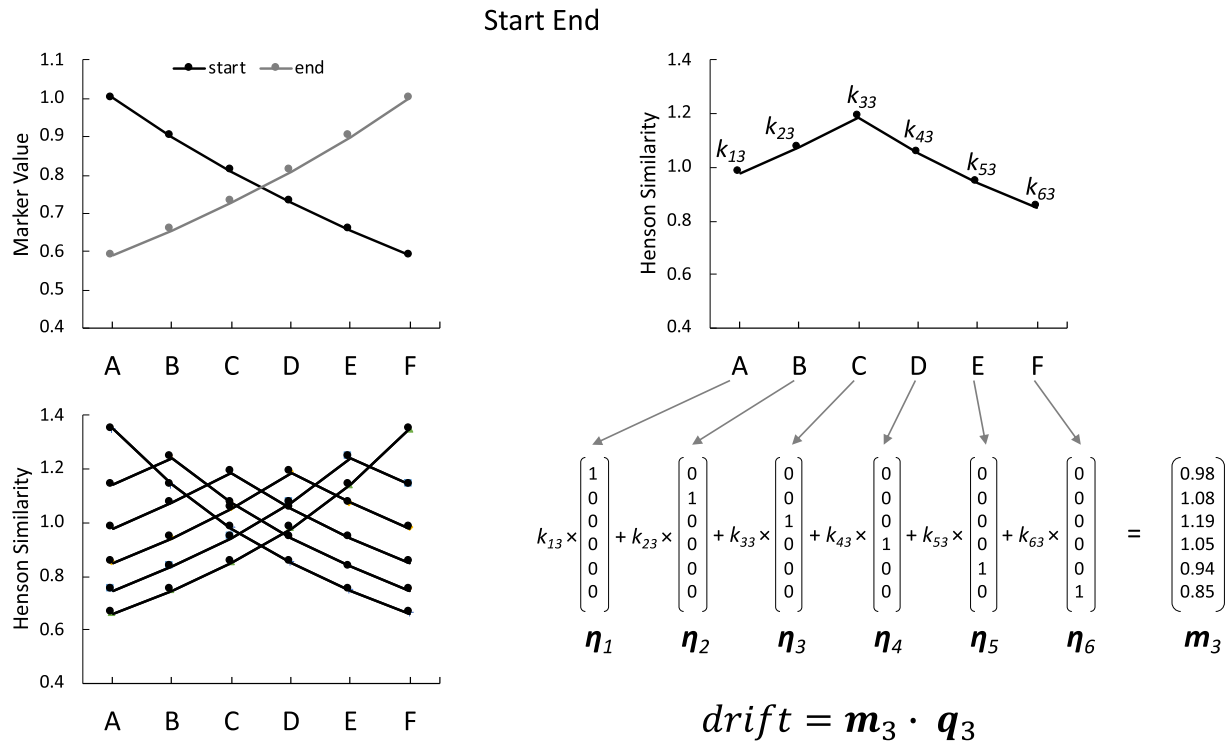 Start End
1.1
1.0
0.9
0.8
0.7
0.6
0.5
0.4
Marker Value
start end
A B C D E F
1.4
1.2
1.0
0.8
0.6
0.4
Henson Similarity
k13
k23
k33
k43
k53
k63
A B C D E F
1.4
1.2
1.0
0.8
0.6
0.4
Henson Similarity
A B C D E F
1 0 0 0 0 0 0.98
0 1 0 0 0 0 1.08
0 0 1 0 0 0 1.19
k13 × + k23 × + k33 × + k43 × + k53 × + k63 × =
0 0 0 1 0 0 1.05
0 0 0 0 1 0 0.94
0 0 0 0 0 1 0.85
η1 η2 η3 η4 η5 η6 m3
drift = m3 · q3